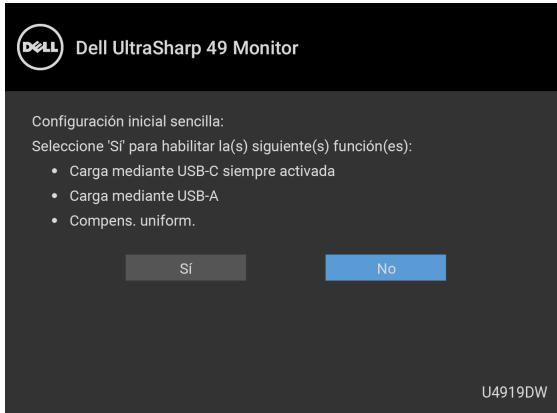 DELL
Dell UltraSharp 49 Monitor
Configuración inicial sencilla:
Seleccione 'Sí' para habilitar la(s) siguiente(s) función(es):
• Carga mediante USB-C siempre activada
• Carga mediante USB-A
• Compens. uniform.
Sí No
U4919DW